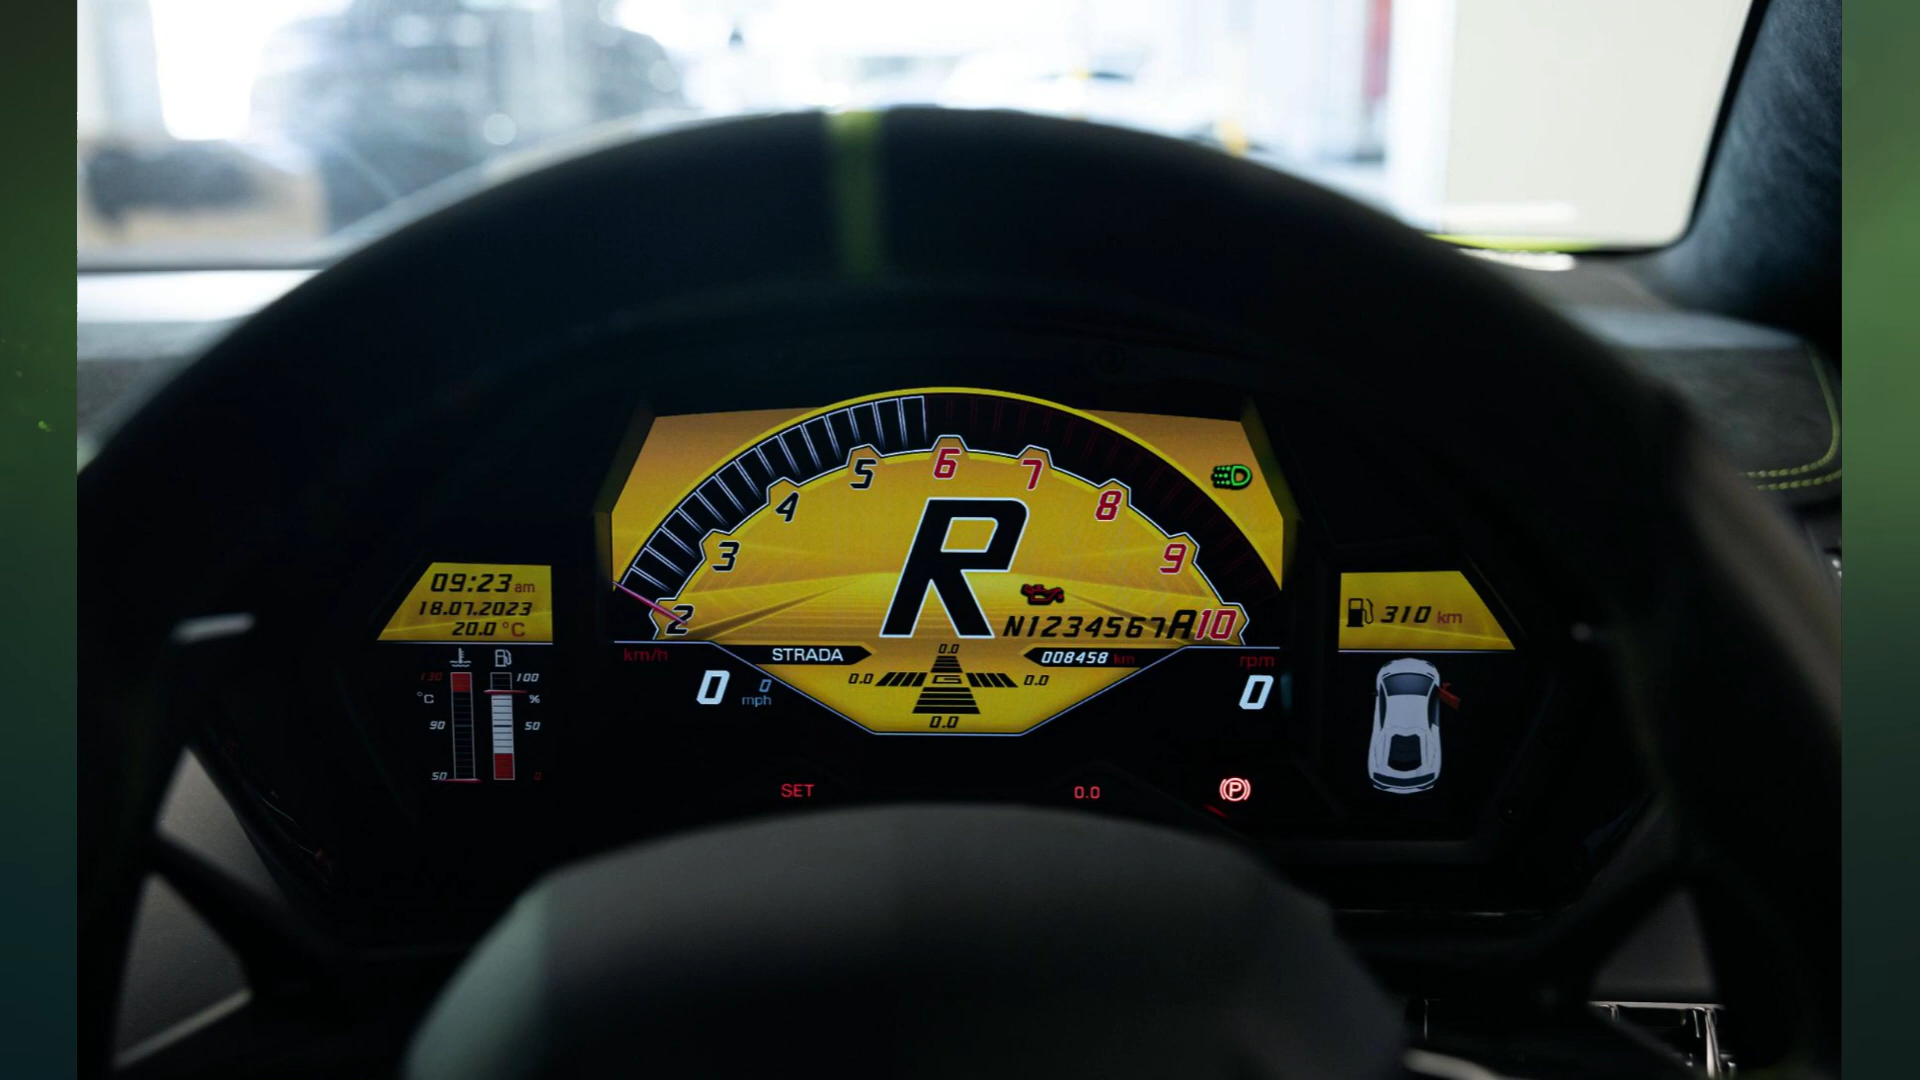 5 6 7
4 8
3 R 9
2 N1234567A 10
09:23 am
18.07.2023
20.0 °C
310 km
km/h STRADA 0.0 008458 km rpm
0.0 G 0.0
0 0 mph 0
0.0
130 100
°C %
90 50
50 0
SET 0.0 P